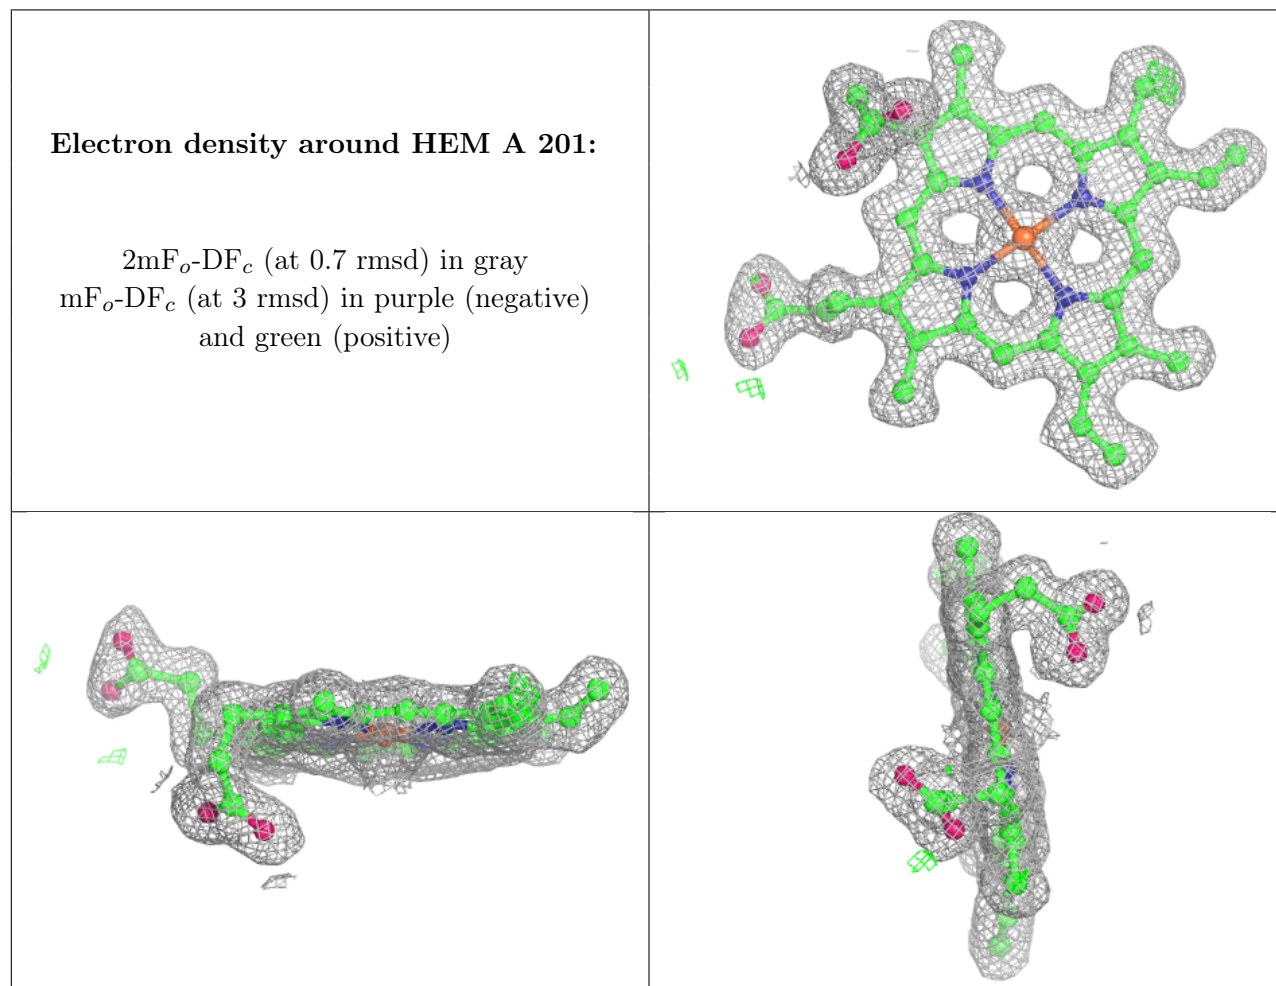 Electron density around HEM A 201:
2mFo-DFc (at 0.7 rmsd) in gray
mFo-DFc (at 3 rmsd) in purple (negative)
and green (positive)